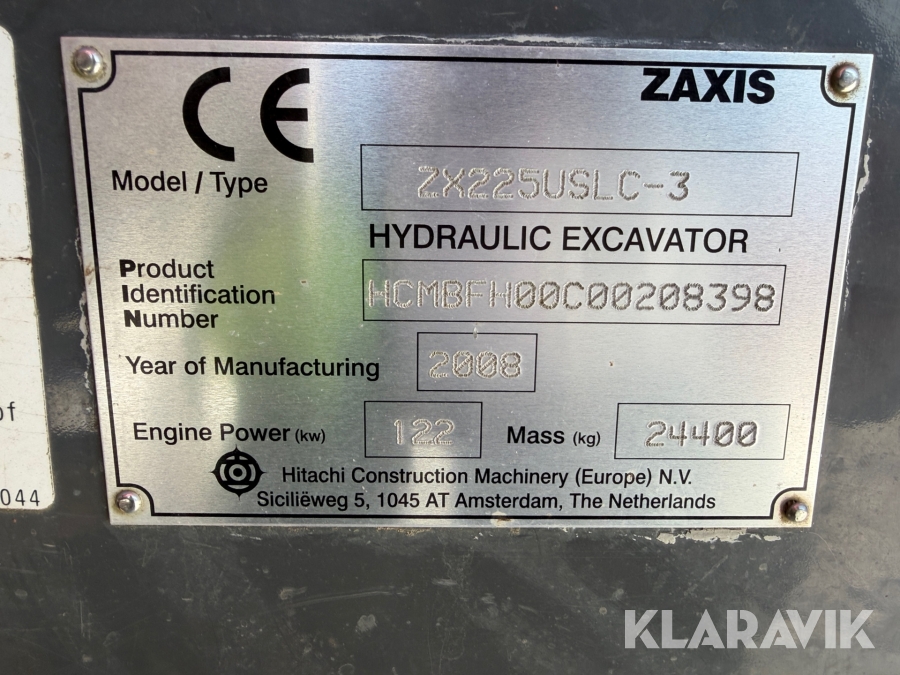 CE
ZAXIS
Model / Type ZX225USLC-3
HYDRAULIC EXCAVATOR
Product
Identification HCMBFH00C00208398
Number
Year of Manufacturing 2008
Engine Power (kw) 122 Mass (kg) 24400
Hitachi Construction Machinery (Europe) N.V.
Siciliëweg 5, 1045 AT Amsterdam, The Netherlands
of
044
KLARAVIK